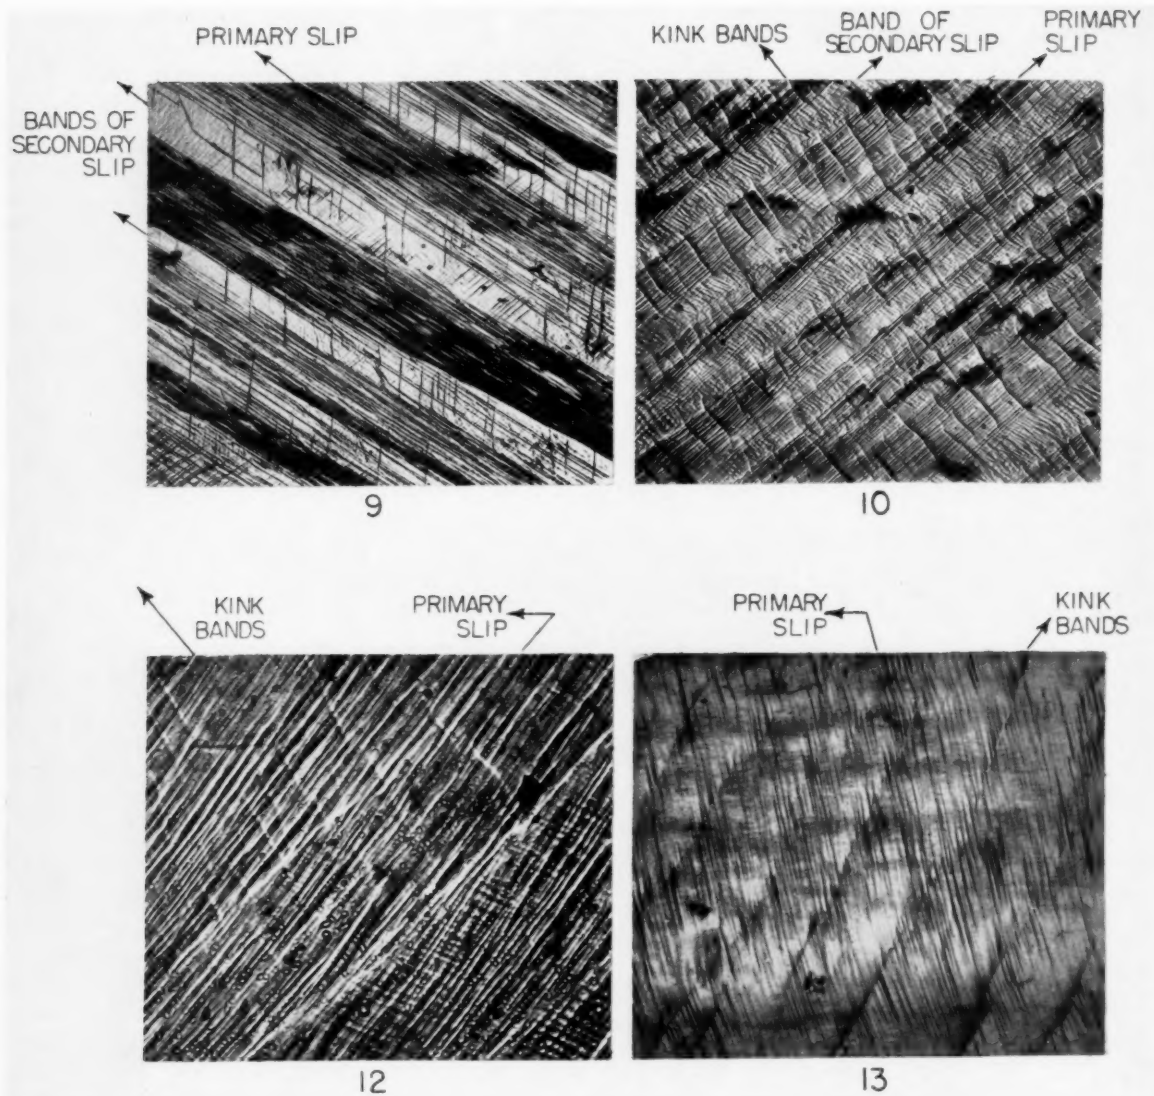 PRIMARY SLIP
BANDS OF
SECONDARY
SLIP
9
KINK BANDS
BAND OF
SECONDARY SLIP
PRIMARY
SLIP
10
KINK
BANDS
PRIMARY
SLIP
12
PRIMARY
SLIP
KINK
BANDS
13